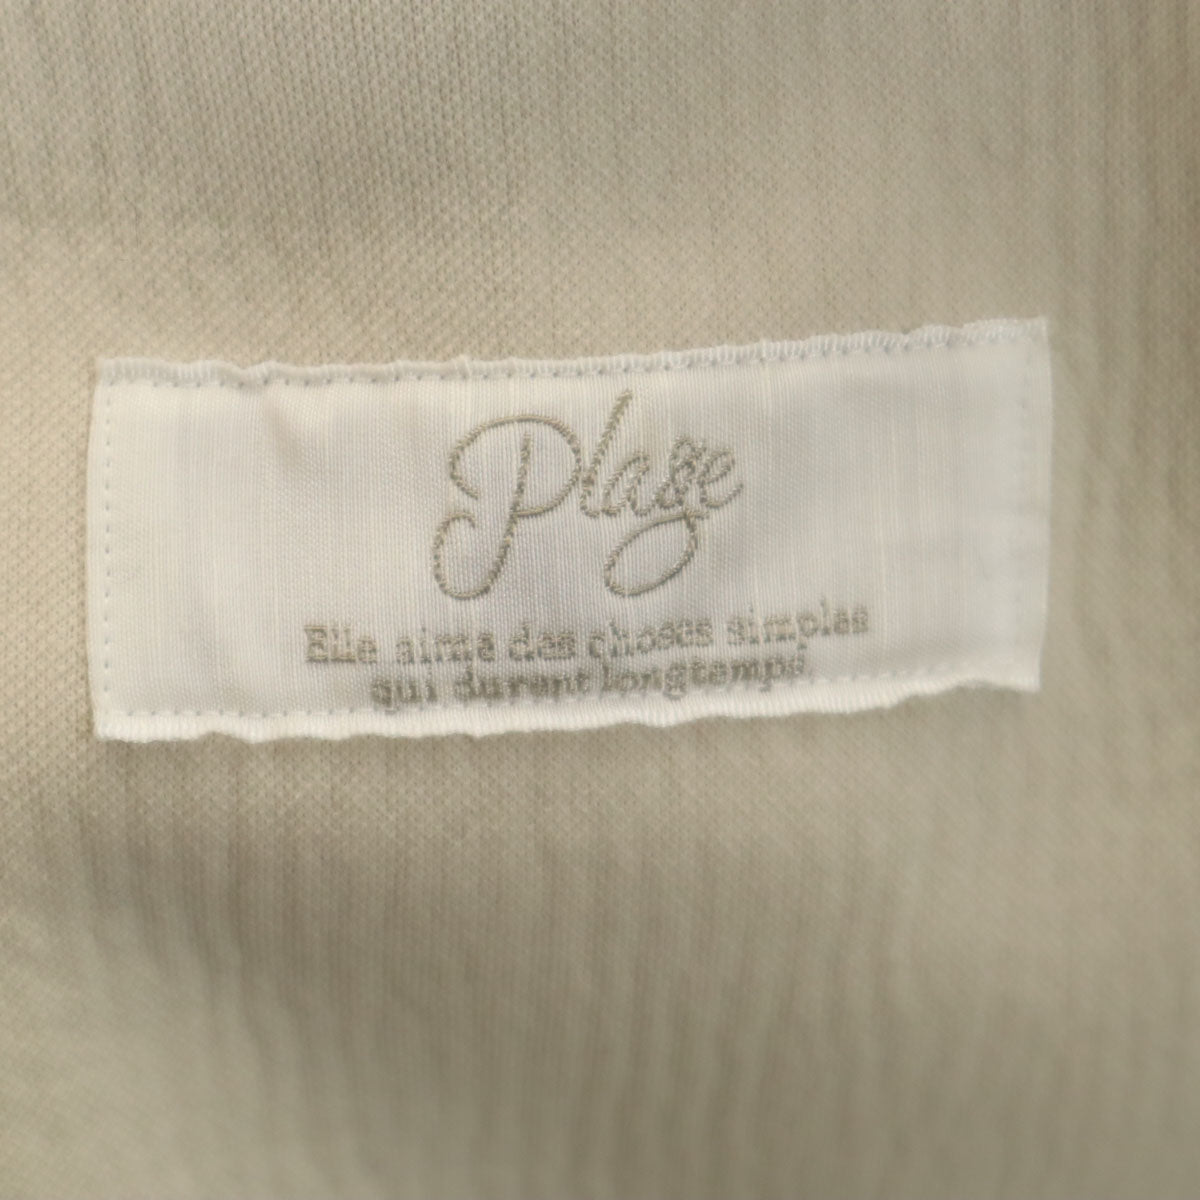 Plage
Elle aime des choses simples
qui durent longtemps